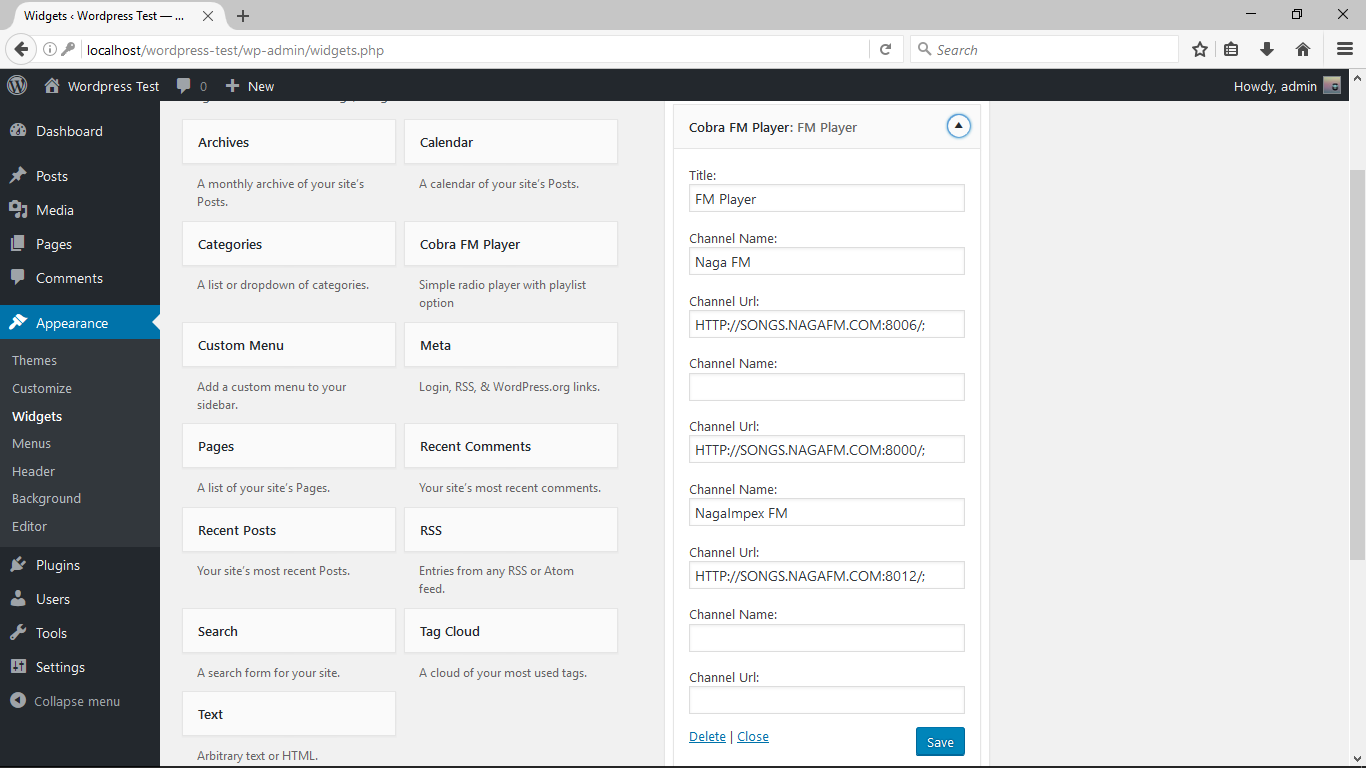 Widgets ‹ Wordpress Test — ...
localhost/wordpress-test/wp-admin/widgets.php
Search
Wordpress Test
0
New
Howdy, admin
Dashboard
Posts
Media
Pages
Comments
Appearance
Themes
Customize
Widgets
Menus
Header
Background
Editor
Plugins
Users
Tools
Settings
Collapse menu
Archives
A monthly archive of your site’s
Posts.
Calendar
A calendar of your site’s Posts.
Categories
A list or dropdown of categories.
Cobra FM Player
Simple radio player with playlist
option
Custom Menu
Add a custom menu to your
sidebar.
Meta
Login, RSS, & WordPress.org links.
Pages
A list of your site’s Pages.
Recent Comments
Your site’s most recent comments.
Recent Posts
Your site’s most recent Posts.
RSS
Entries from any RSS or Atom
feed.
Search
A search form for your site.
Tag Cloud
A cloud of your most used tags.
Text
Arbitrary text or HTML.
Cobra FM Player: FM Player
Title:
FM Player
Channel Name:
Naga FM
Channel Url:
HTTP://SONGS.NAGAFM.COM:8006/;
Channel Name:
Channel Url:
HTTP://SONGS.NAGAFM.COM:8000/;
Channel Name:
NagaImpex FM
Channel Url:
HTTP://SONGS.NAGAFM.COM:8012/;
Channel Name:
Channel Url:
Delete | Close
Save